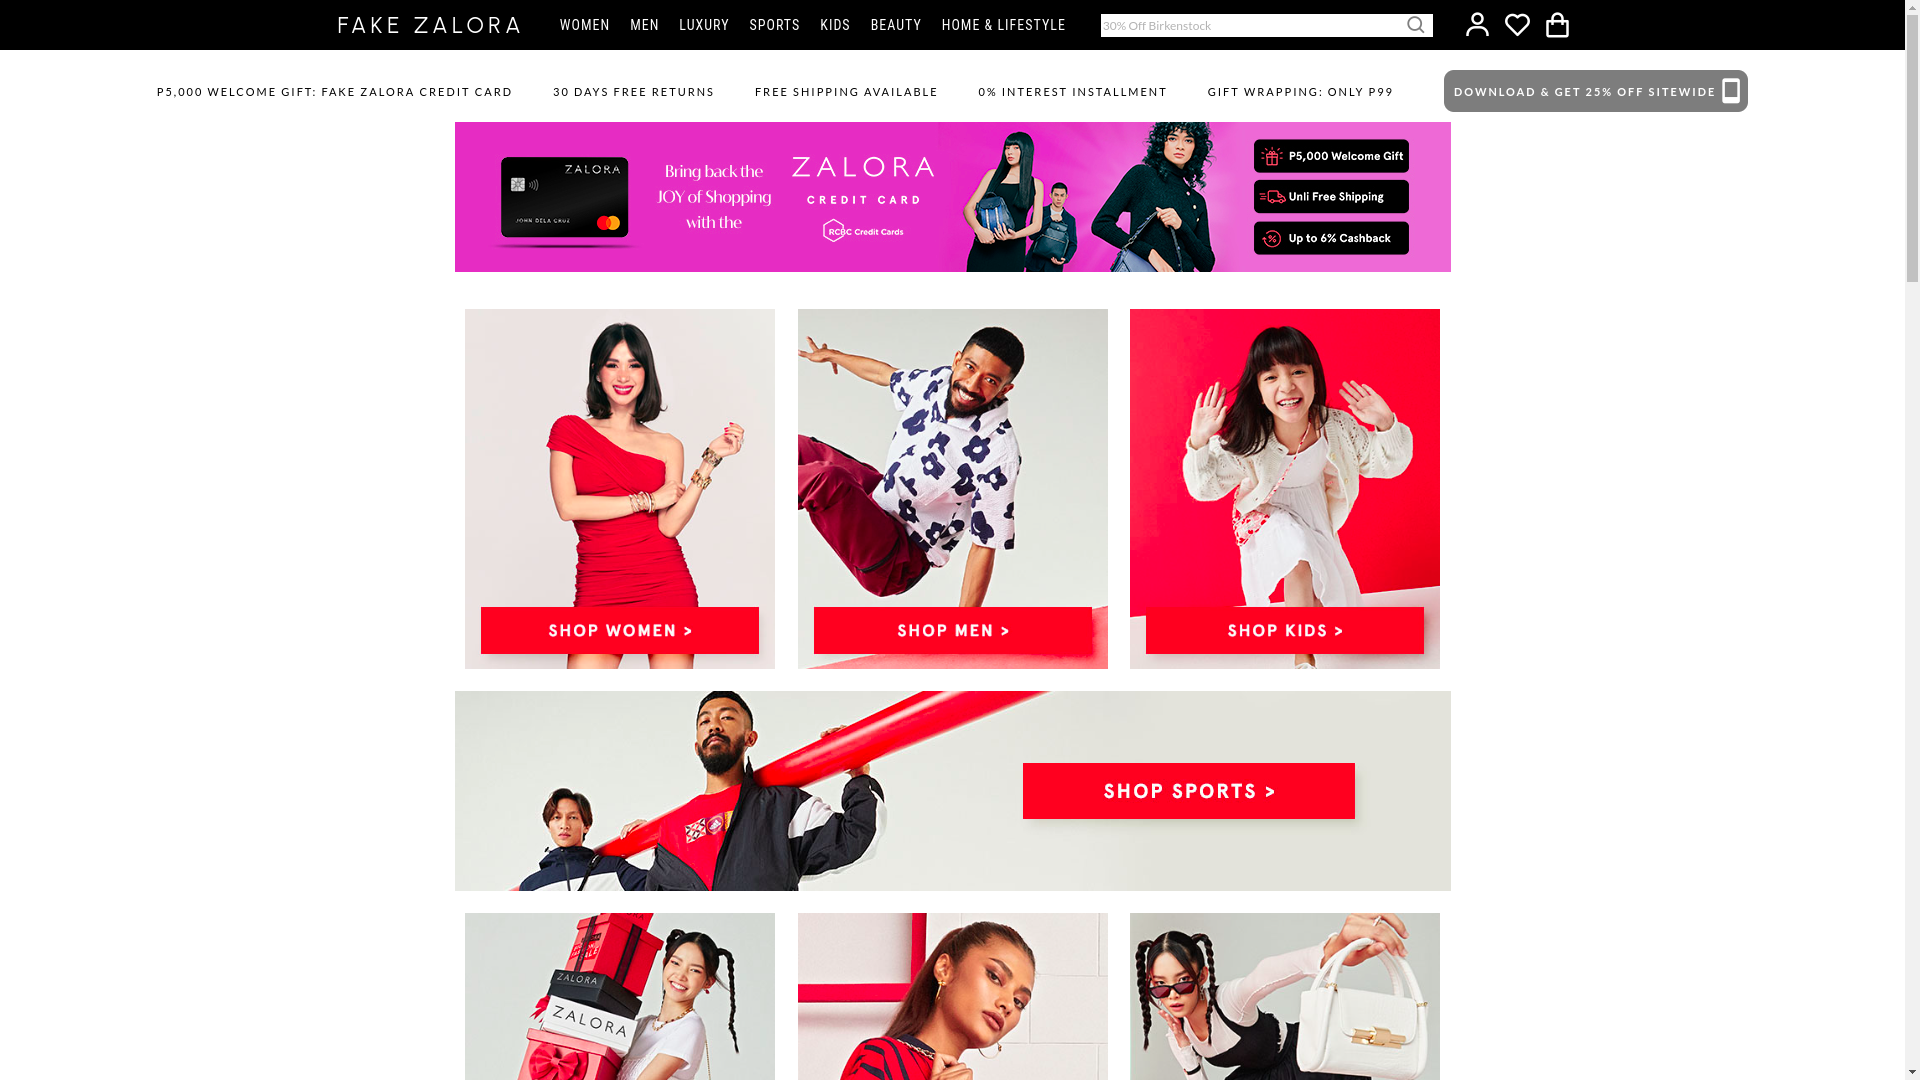 FAKE ZALORA
WOMEN MEN LUXURY SPORTS KIDS BEAUTY HOME & LIFESTYLE
30% Off Birkenstock
P5,000 WELCOME GIFT: FAKE ZALORA CREDIT CARD
30 DAYS FREE RETURNS
FREE SHIPPING AVAILABLE
0% INTEREST INSTALLMENT
GIFT WRAPPING: ONLY P99
DOWNLOAD & GET 25% OFF SITEWIDE
ZALORA
JOHN DELA CRUZ
Bring back the
JOY of Shopping
with the
ZALORA
CREDIT CARD
RCBC Credit Cards
P5,000 Welcome Gift
Unli Free Shipping
Up to 6% Cashback
SHOP WOMEN >
SHOP MEN >
SHOP KIDS >
SHOP SPORTS >
SALE
ZALORA
ZALORA